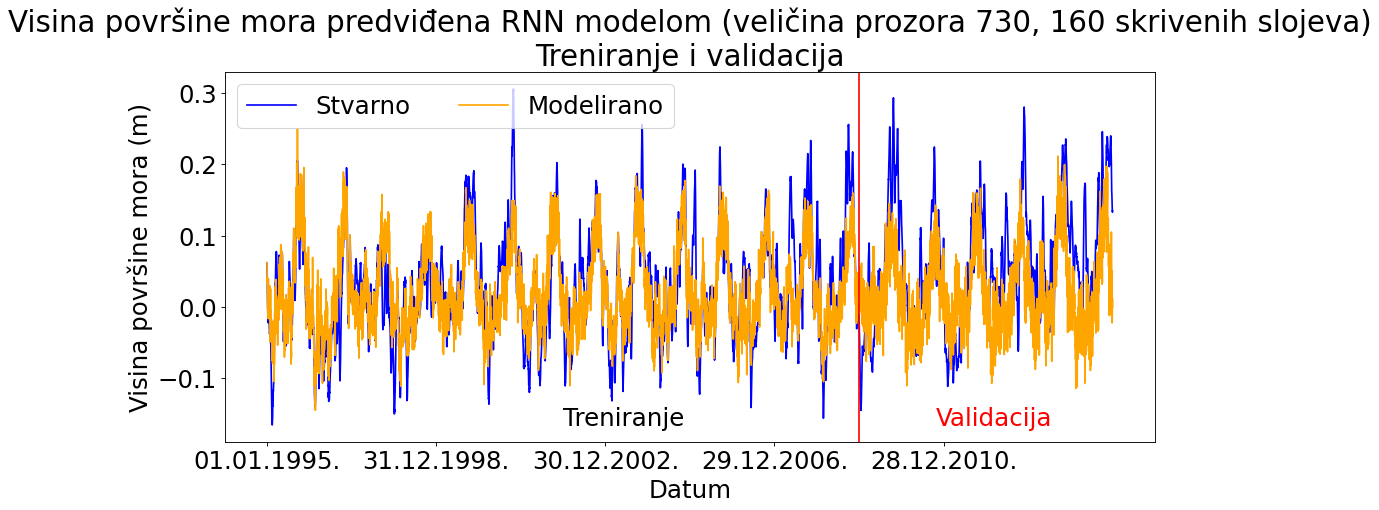 Visina površine mora predviđena RNN modelom (veličina prozora 730, 160 skrivenih slojeva)
Treniranje i validacija
Stvarno
Modelirano
Visina površine mora (m)
0.3
0.2
0.1
0.0
−0.1
Treniranje
Validacija
01.01.1995.
31.12.1998.
30.12.2002.
29.12.2006.
28.12.2010.
Datum